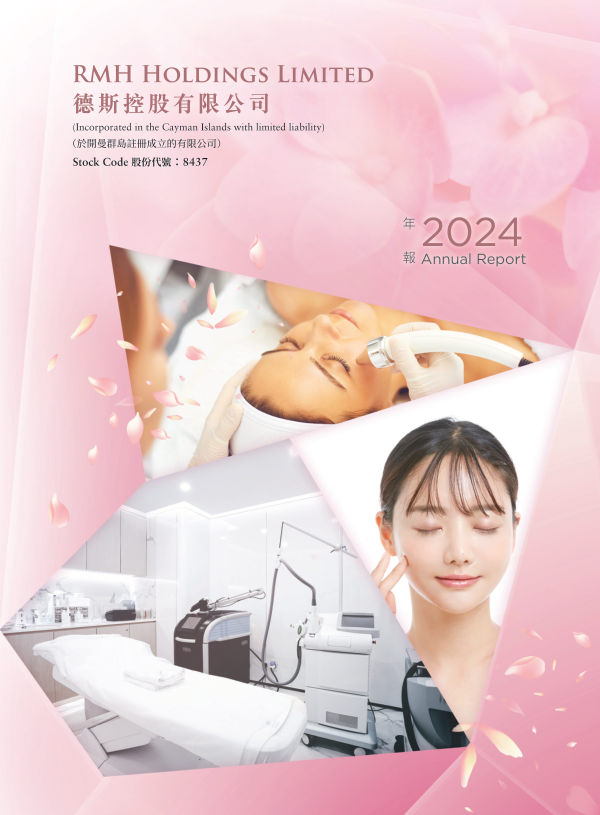 RMH HOLDINGS LIMITED
德斯控股有限公司
(Incorporated in the Cayman Islands with limited liability)
（於開曼群島註冊成立的有限公司）
Stock Code 股份代號：8437
年報 2024
Annual Report